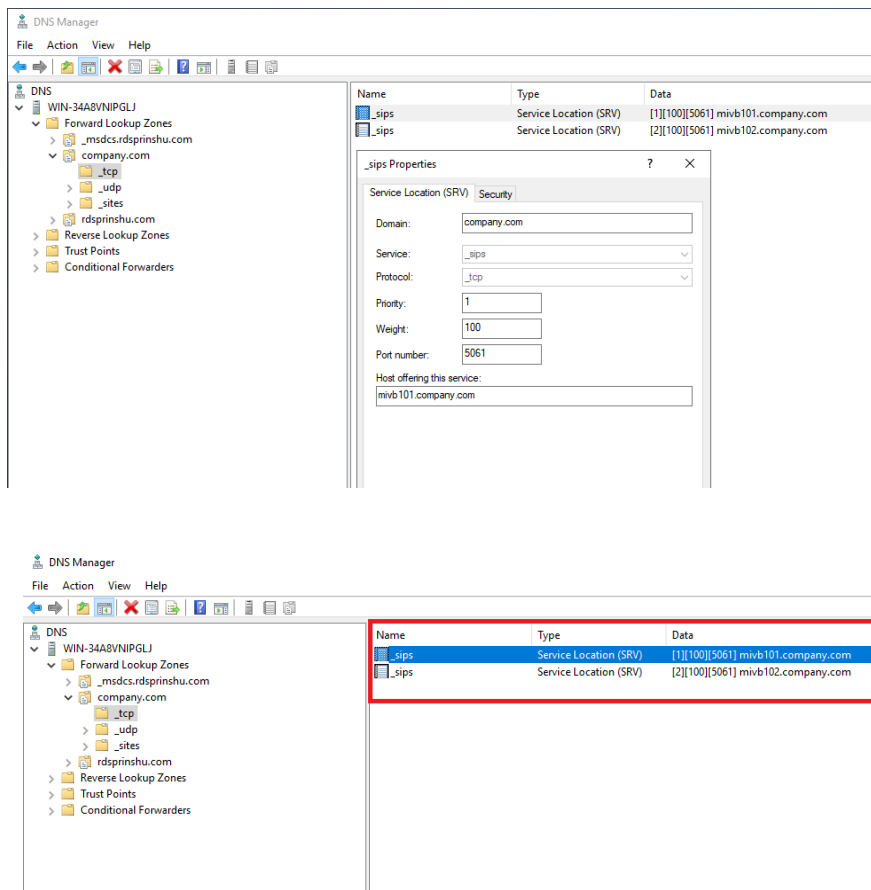 DNS Manager
File Action View Help
DNS
WIN-34A8VNIPGLJ
Forward Lookup Zones
_msdcs.rdsprinshu.com
company.com
_tcp
_udp
_sites
rdsprinshu.com
Reverse Lookup Zones
Trust Points
Conditional Forwarders
Name Type Data
_sips Service Location (SRV) [1][100][5061] mivb101.company.com
_sips Service Location (SRV) [2][100][5061] mivb102.company.com
_sips Properties ? ×
Service Location (SRV) Security
Domain: company.com
Service: _sips
Protocol: _tcp
Priority: 1
Weight: 100
Port number: 5061
Host offering this service:
mivb101.company.com
DNS Manager
File Action View Help
DNS
WIN-34A8VNIPGLJ
Forward Lookup Zones
_msdcs.rdsprinshu.com
company.com
_tcp
_udp
_sites
rdsprinshu.com
Reverse Lookup Zones
Trust Points
Conditional Forwarders
Name Type Data
_sips Service Location (SRV) [1][100][5061] mivb101.company.com
_sips Service Location (SRV) [2][100][5061] mivb102.company.com